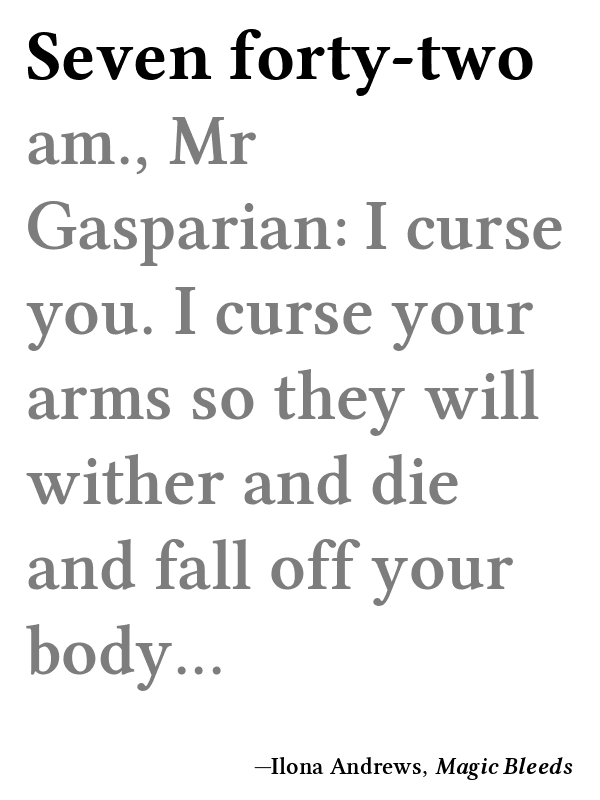 Seven forty-two
am., Mr
Gasparian: I curse
you. I curse your
arms so they will
wither and die
and fall off your
body...
—Ilona Andrews, Magic Bleeds